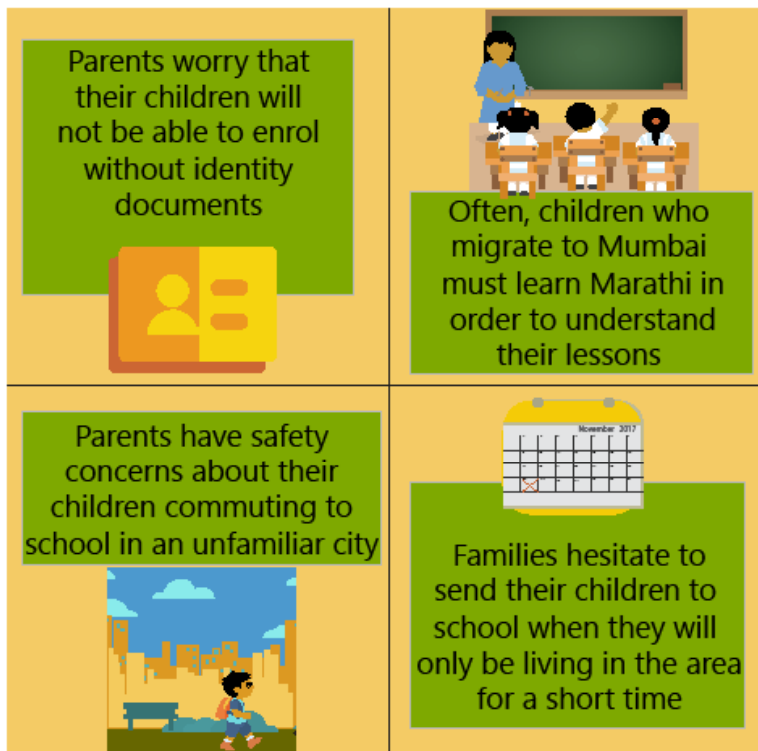 Parents worry that
their children will
not be able to enrol
without identity
documents
Often, children who
migrate to Mumbai
must learn Marathi in
order to understand
their lessons
Parents have safety
concerns about their
children commuting to
school in an unfamiliar city
November 2017
Families hesitate to
send their children to
school when they will
only be living in the area
for a short time